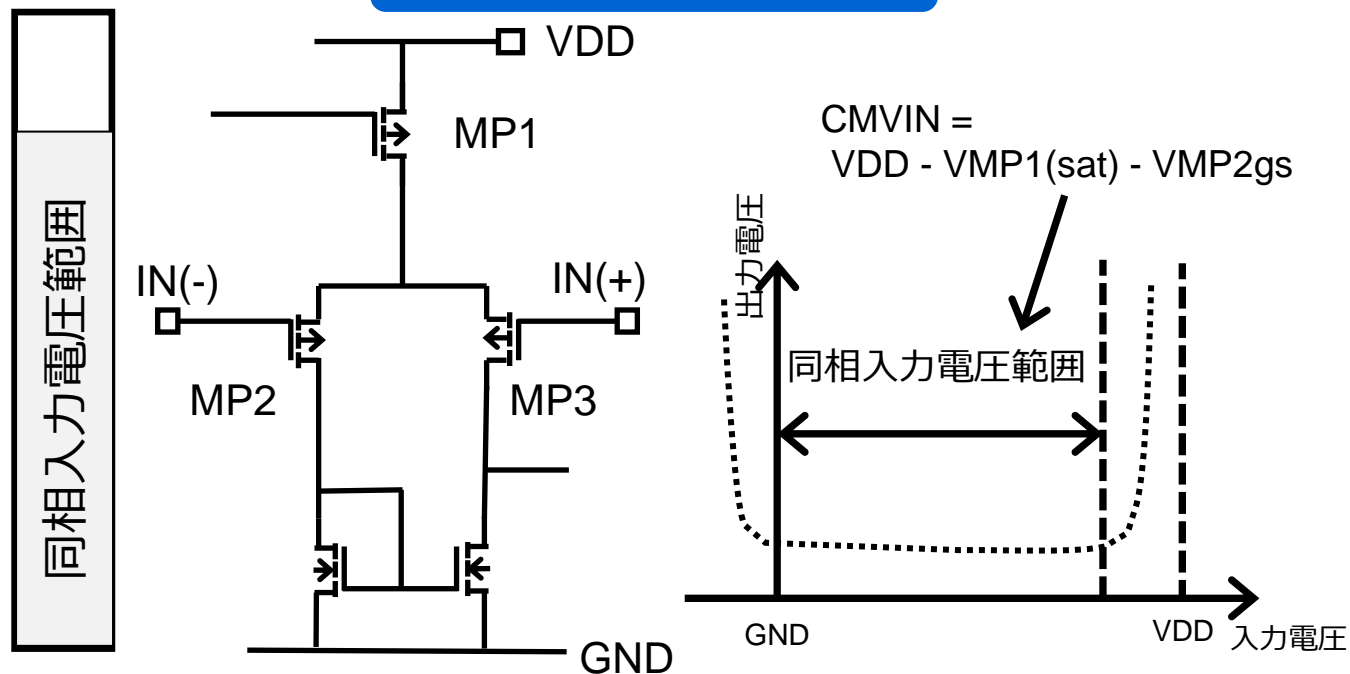 同相入力電圧範囲
VDD
MP1
IN(-)
IN(+)
MP2
MP3
GND
CMVIN =
VDD - VMP1(sat) - VMP2gs
出力電圧
同相入力電圧範囲
GND
VDD
入力電圧